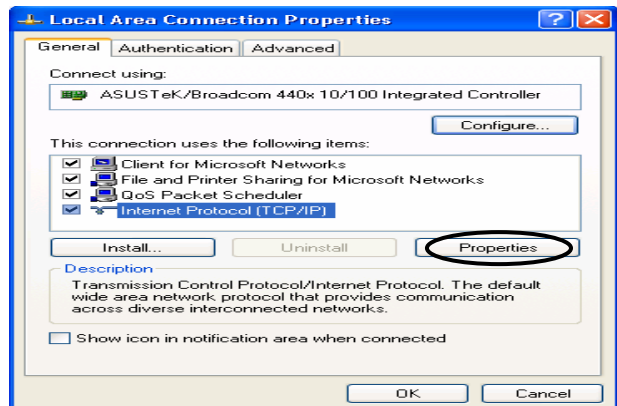 Local Area Connection Properties
General Authentication Advanced
Connect using:
ASUSTeK/Broadcom 440x 10/100 Integrated Controller
Configure...
This connection uses the following items:
Client for Microsoft Networks
File and Printer Sharing for Microsoft Networks
QoS Packet Scheduler
Internet Protocol (TCP/IP)
Install... Uninstall Properties
Description
Transmission Control Protocol/Internet Protocol. The default
wide area network protocol that provides communication
across diverse interconnected networks.
Show icon in notification area when connected
OK Cancel